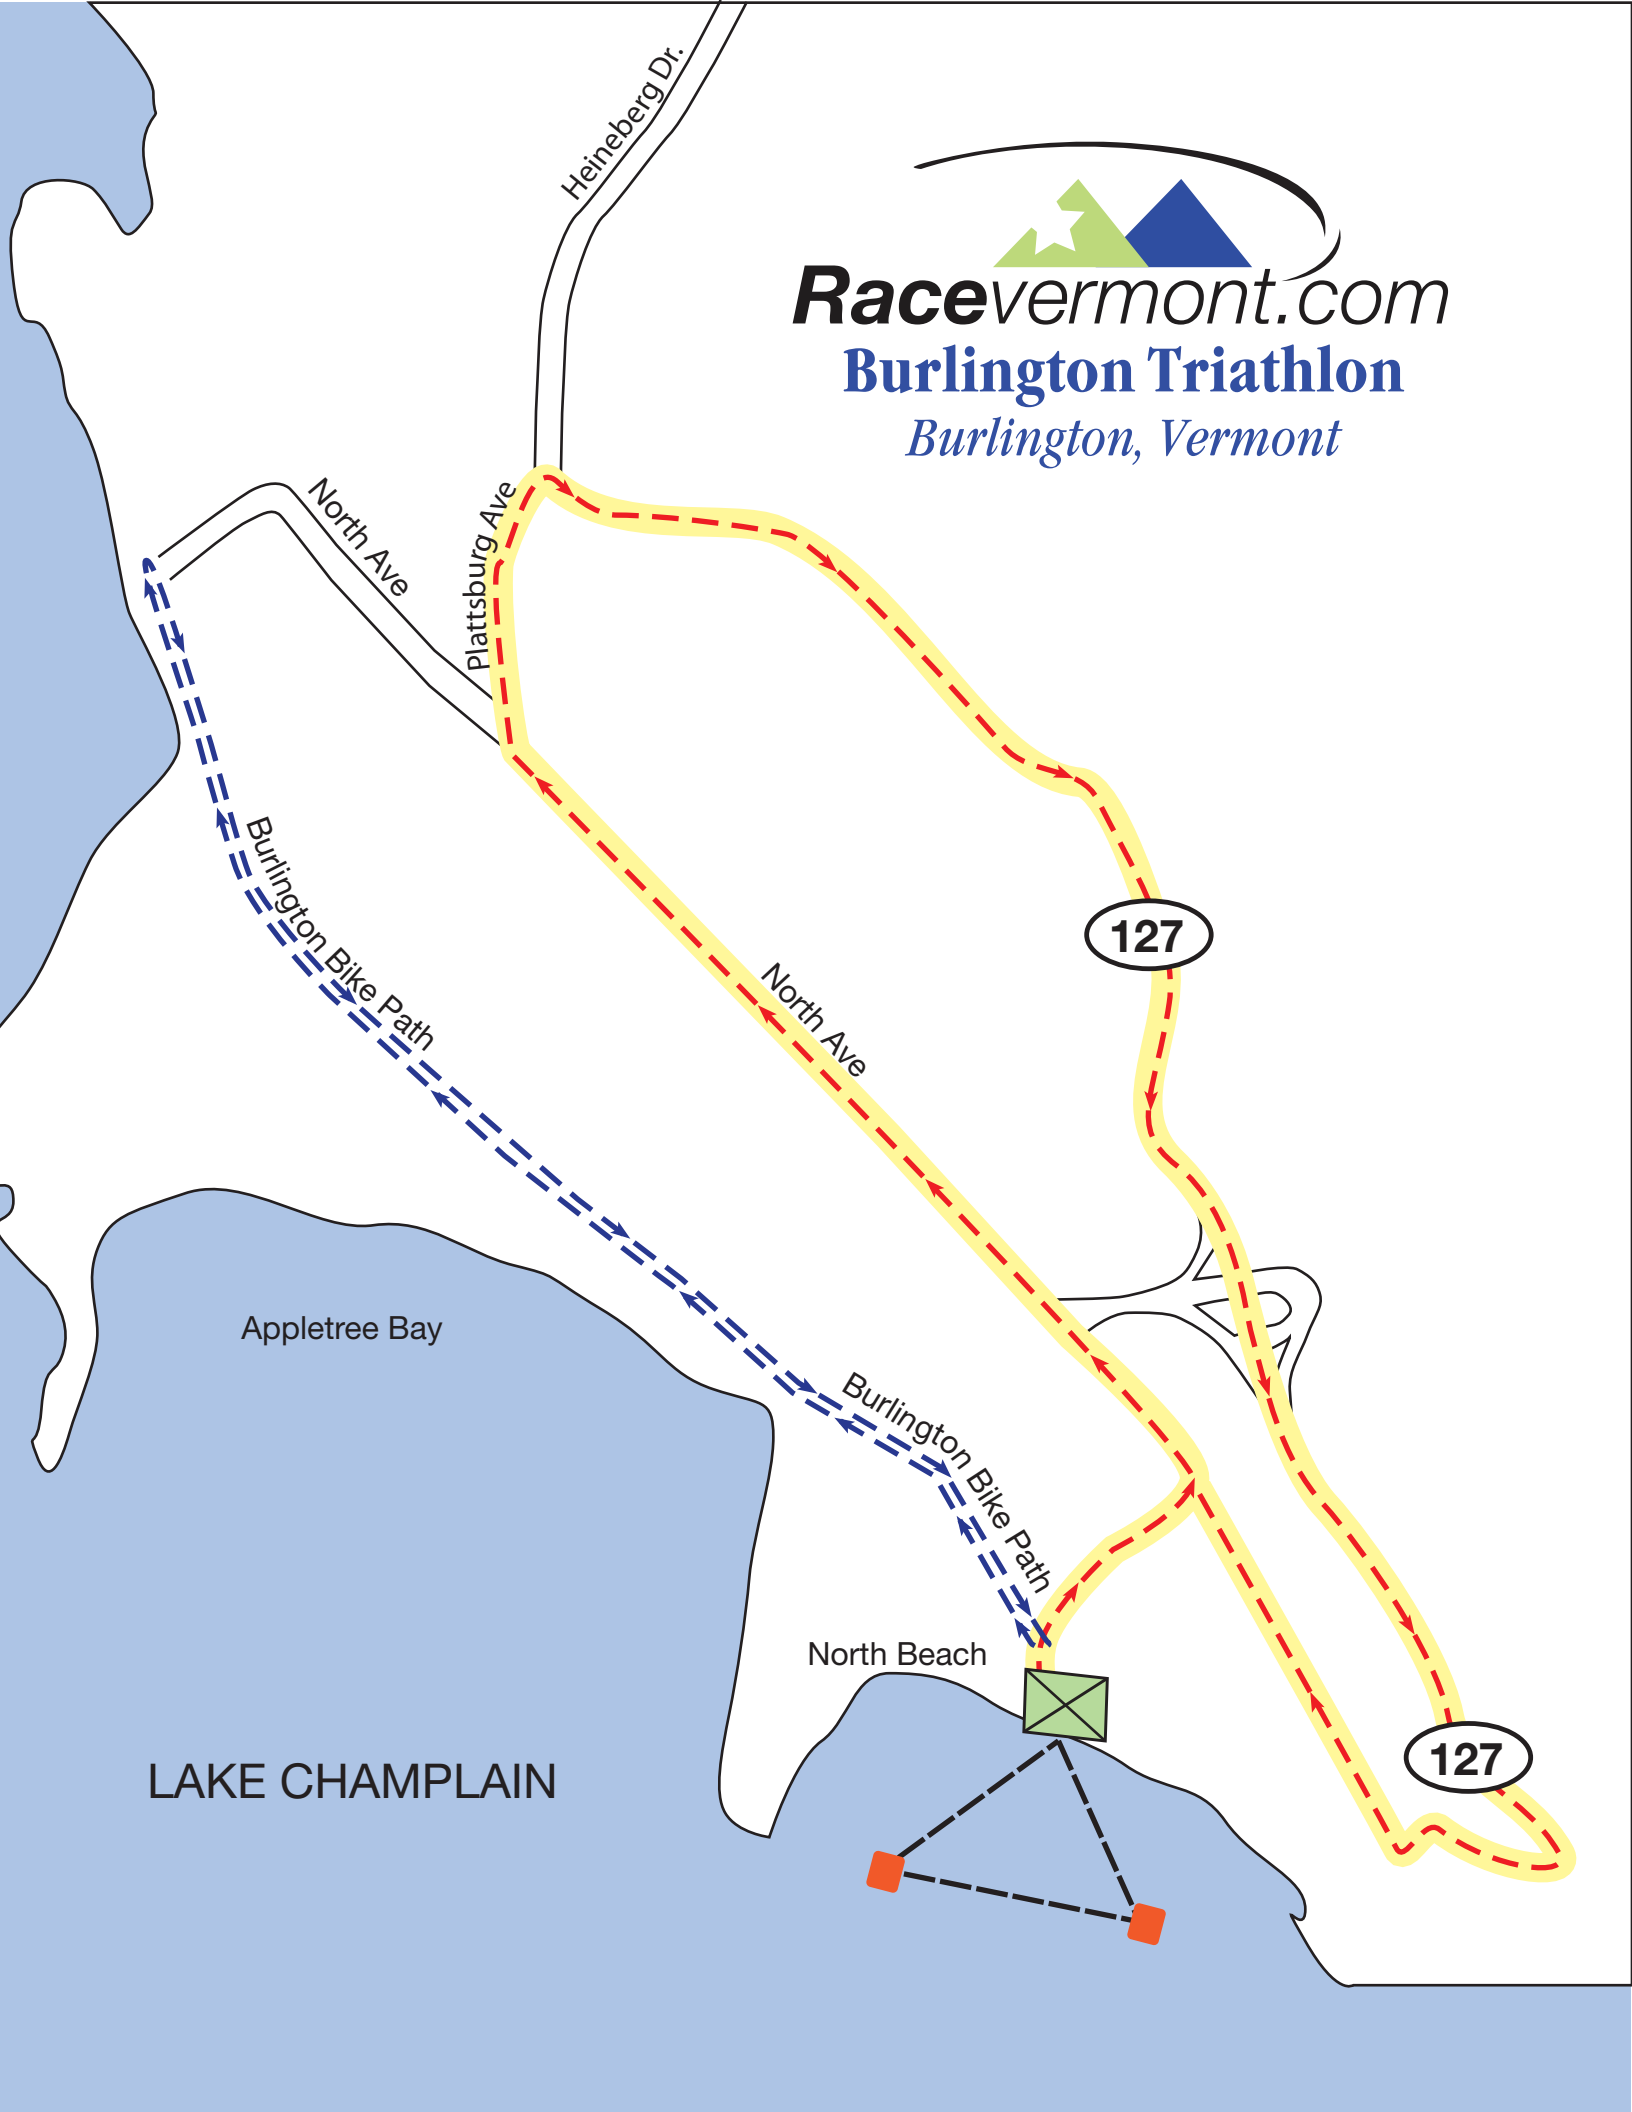 Heineberg Dr.
Racevermont.com
Burlington Triathlon
Burlington, Vermont
North Ave
Plattsburg Ave
Burlington Bike Path
127
North Ave
Appletree Bay
Burlington Bike Path
North Beach
127
LAKE CHAMPLAIN